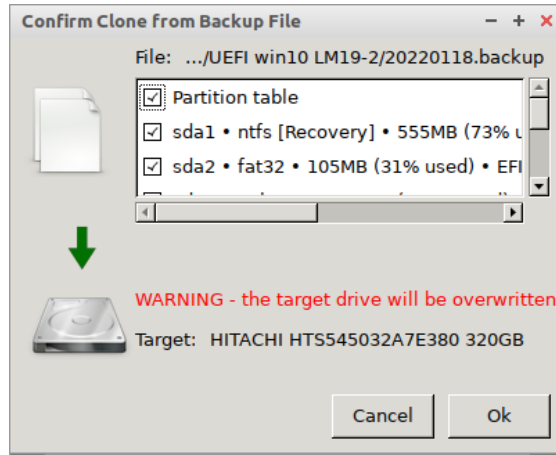 Confirm Clone from Backup File
File: .../UEFI win10 LM19-2/20220118.backup
Partition table
sda1 • ntfs [Recovery] • 555MB (73% u
sda2 • fat32 • 105MB (31% used) • EFI
WARNING - the target drive will be overwritten
Target: HITACHI HTS545032A7E380 320GB
Cancel
Ok